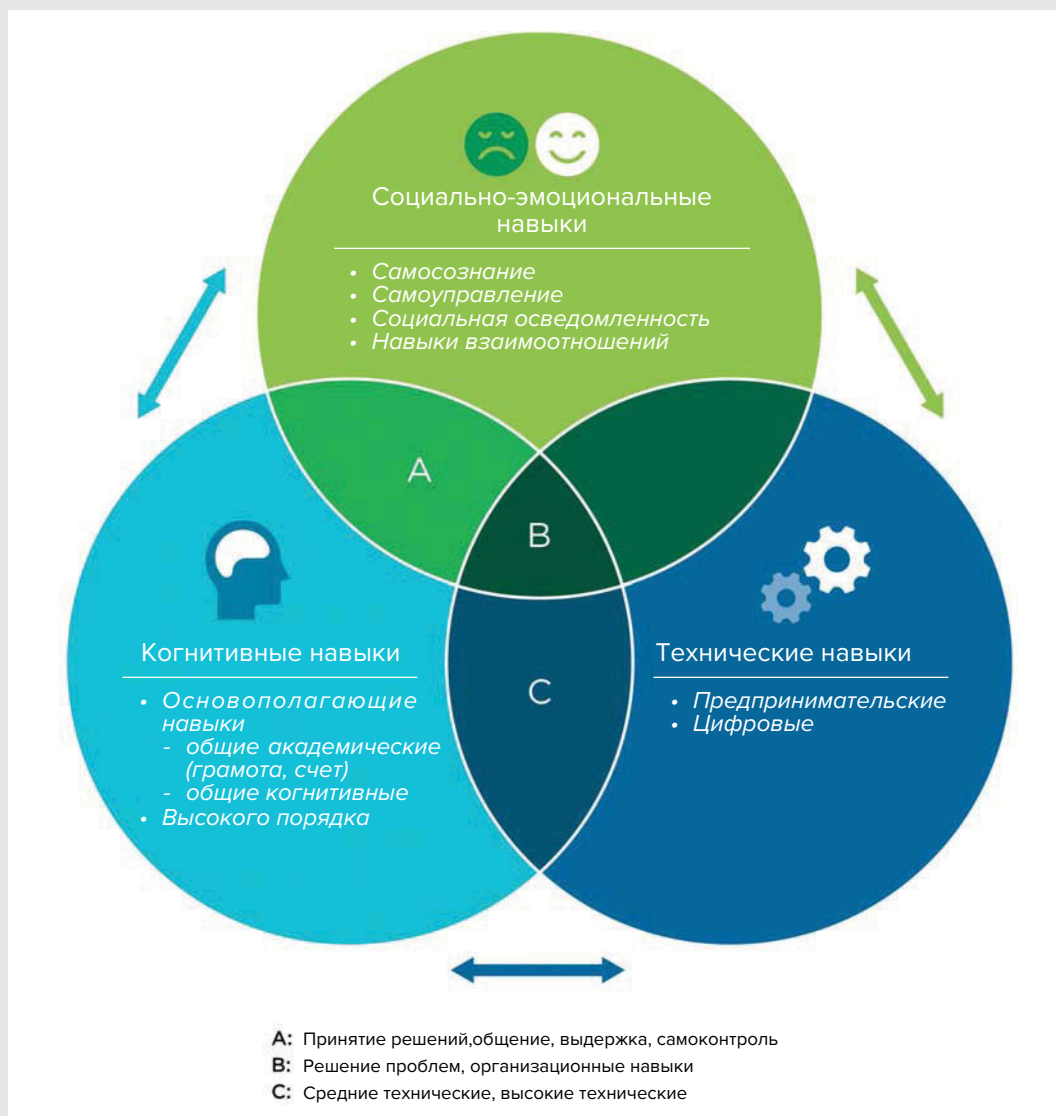 Социально-эмоциональные
навыки
• Самосознание
• Самоуправление
• Социальная осведомленность
• Навыки взаимоотношений
A
B
C
Когнитивные навыки
• Основополагающие
навыки
- общие академические
(грамота, счет)
- общие когнитивные
• Высокого порядка
Технические навыки
• Предпринимательские
• Цифровые
A: Принятие решений,общение, выдержка, самоконтроль
B: Решение проблем, организационные навыки
C: Средние технические, высокие технические